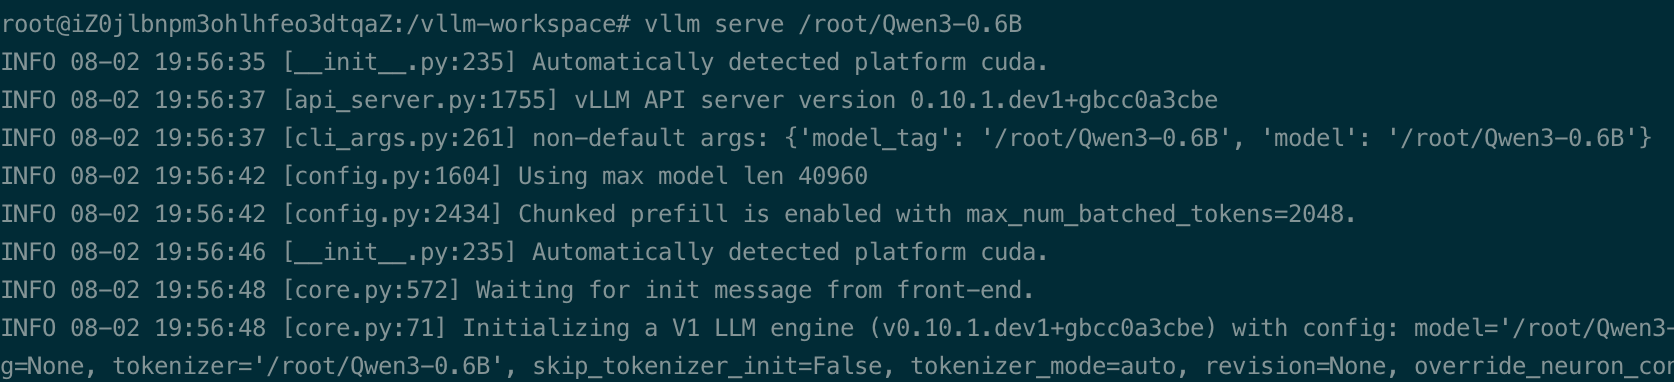 root@iZ0jlbnpm3ohlhfeo3dtqaZ:/vllm-workspace# vllm serve /root/Qwen3-0.6B
INFO 08-02 19:56:35 [__init__.py:235] Automatically detected platform cuda.
INFO 08-02 19:56:37 [api_server.py:1755] vLLM API server version 0.10.1.dev1+gbcc0a3cbe
INFO 08-02 19:56:37 [cli_args.py:261] non-default args: {'model_tag': '/root/Qwen3-0.6B', 'model': '/root/Qwen3-0.6B'}
INFO 08-02 19:56:42 [config.py:1604] Using max model len 40960
INFO 08-02 19:56:42 [config.py:2434] Chunked prefill is enabled with max_num_batched_tokens=2048.
INFO 08-02 19:56:46 [__init__.py:235] Automatically detected platform cuda.
INFO 08-02 19:56:48 [core.py:572] Waiting for init message from front-end.
INFO 08-02 19:56:48 [core.py:71] Initializing a V1 LLM engine (v0.10.1.dev1+gbcc0a3cbe) with config: model='/root/Qwen3-
g=None, tokenizer='/root/Qwen3-0.6B', skip_tokenizer_init=False, tokenizer_mode=auto, revision=None, override_neuron_con